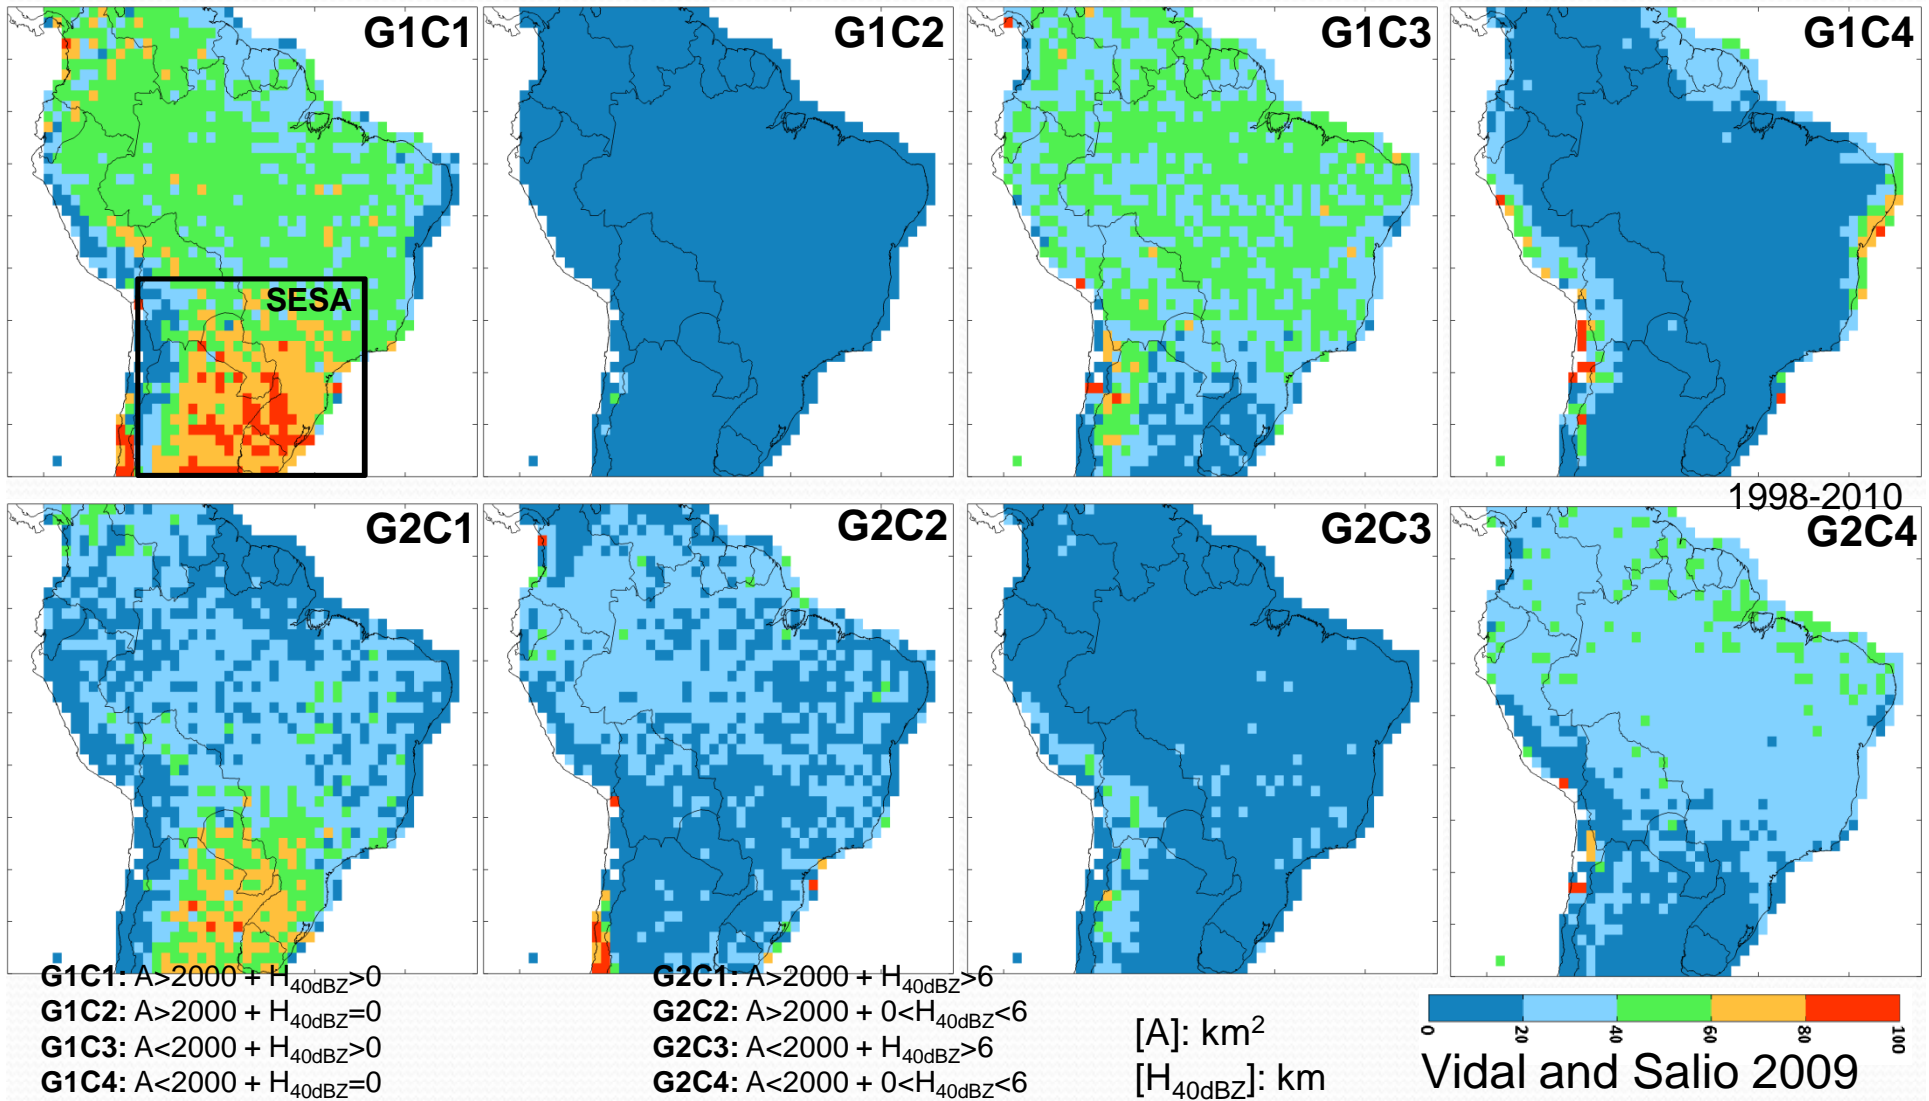 G1C1
G1C2
G1C3
G1C4
SESA
1998-2010
G2C1
G2C2
G2C3
G2C4
G1C1: A>2000 + H40dBZ>0
G1C2: A>2000 + H40dBZ=0
G1C3: A<2000 + H40dBZ>0
G1C4: A<2000 + H40dBZ=0
G2C1: A>2000 + H40dBZ>6
G2C2: A>2000 + 0<H40dBZ<6
G2C3: A<2000 + H40dBZ>6
G2C4: A<2000 + 0<H40dBZ<6
[A]: km2
[H40dBZ]: km
0 20 40 60 80 100
Vidal and Salio 2009